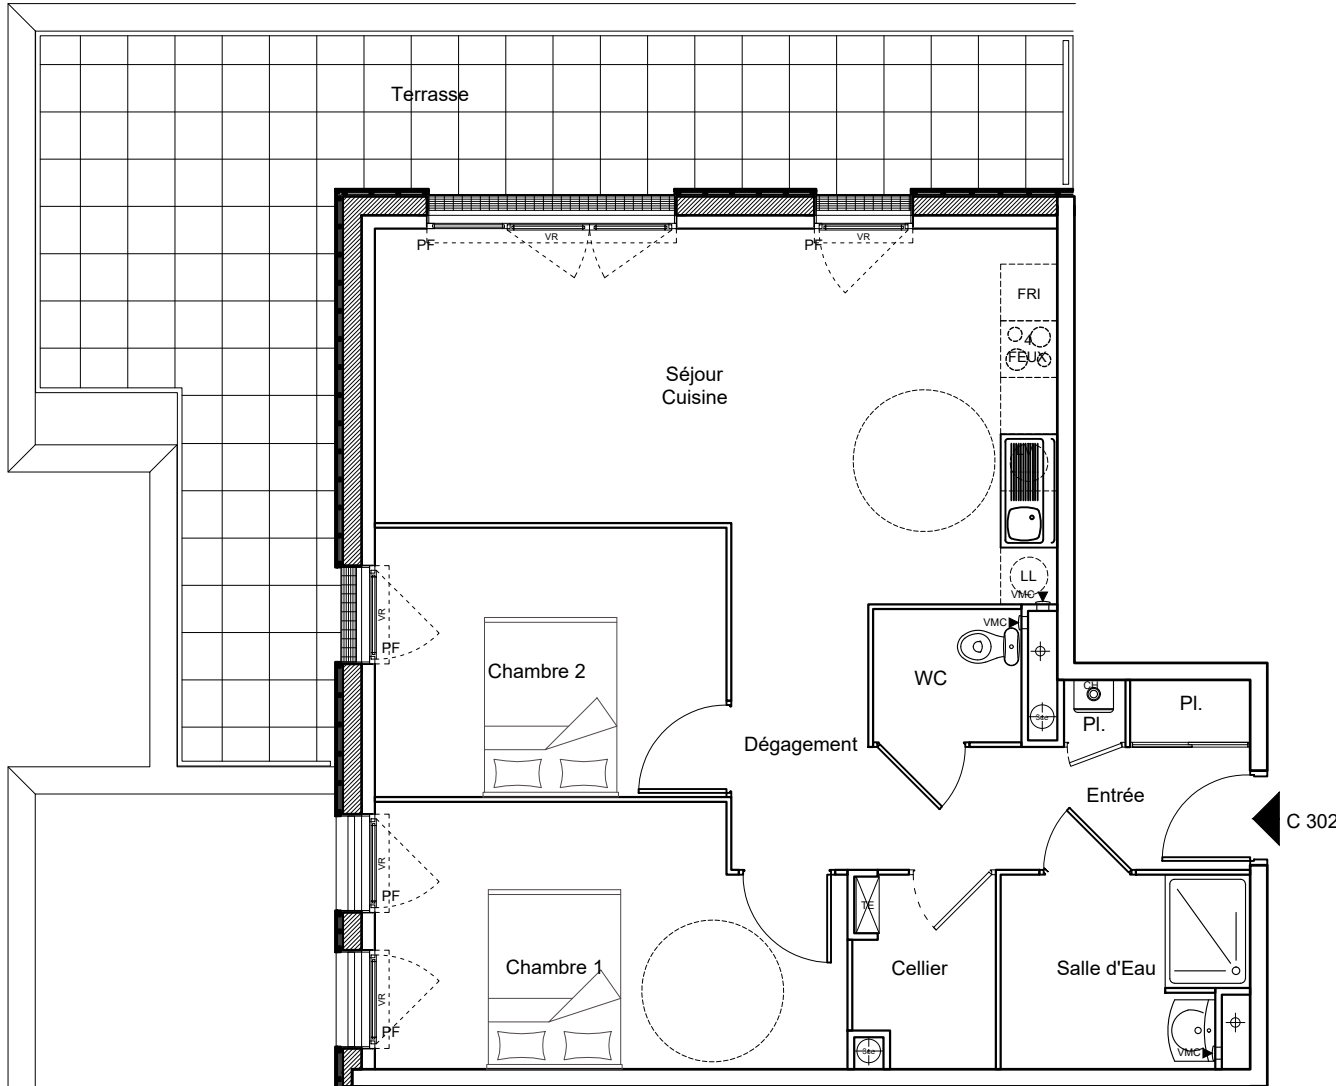 Terrasse
PF
VR
PF
VR
FRI
4
FEUX
Séjour
Cuisine
LL
VMC
VMC
VR
PF
Chambre 2
WC
CH
Pl.
Pl.
Dégagement
Entrée
C 302
VR
PF
TE
Chambre 1
Cellier
Salle d'Eau
VR
PF
VMC